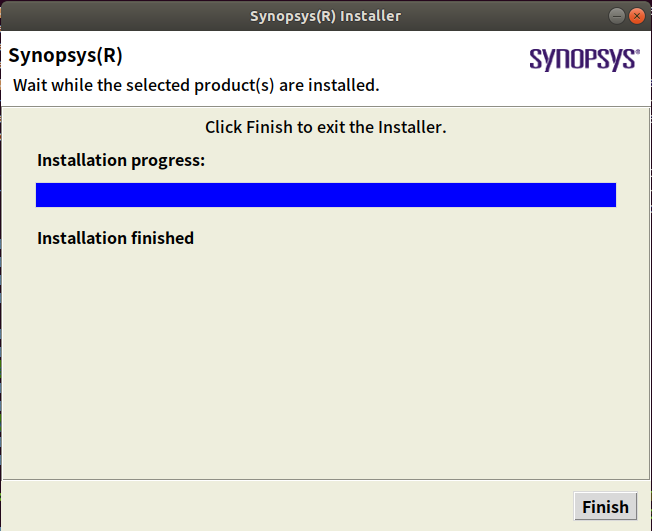 Synopsys(R) Installer
Synopsys(R)
SYNOPSYS®
Wait while the selected product(s) are installed.
Click Finish to exit the Installer.
Installation progress:
Installation finished
Finish